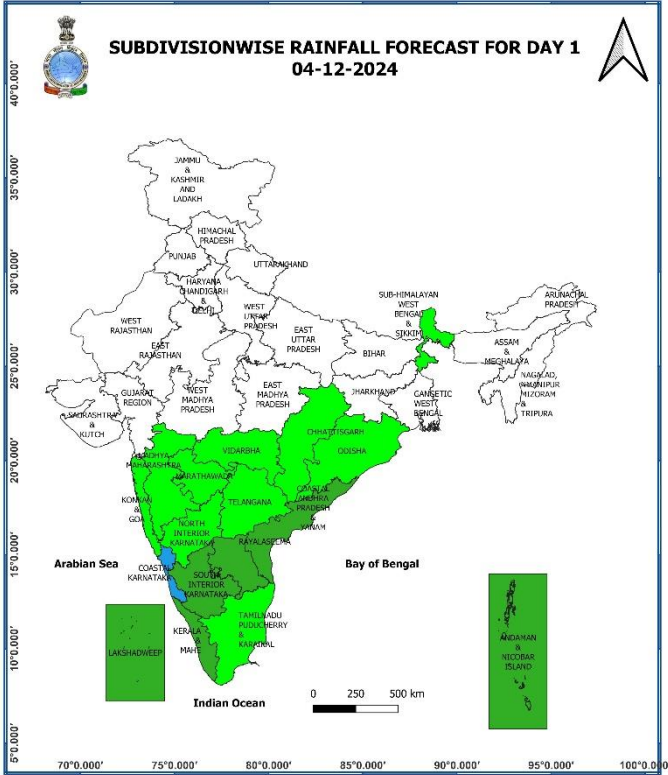 SUBDIVISIONWISE RAINFALL FORECAST FOR DAY 1
04-12-2024
40°0.000'
35°0.000'
30°0.000'
25°0.000'
20°0.000'
15°0.000'
10°0.000'
5°0.000'
JAMMU
&
KASHMIR
AND
LADAKH
HIMACHAL
PRADESH
PUNJAB
UTTARAKHAND
HARYANA
CHANDIGARH
&
DELHI
WEST
UTTAR
PRADESH
EAST
UTTAR
PRADESH
WEST
RAJASTHAN
EAST
RAJASTHAN
SUB-HIMALAYAN
WEST
BENGAL
&
SIKKIM
ARUNACHAL
PRADESH
ASSAM
&
MEGHALAYA
NAGALAD,
MANIPUR
MIZORAM
&
TRIPURA
BIHAR
JHARKHAND
GANGETIC
WEST
BENGAL
GUJARAT
REGION
SAURASHTRA
&
KUTCH
WEST
MADHYA
PRADESH
EAST
MADHYA
PRADESH
CHHATTISGARH
ODISHA
VIDARBHA
MADHYA
MAHARASHTRA
MARATHAWADA
KONKAN
&
GOA
TELANGANA
COASTAL
ANDHRA
PRADESH
&
YANAM
NORTH
INTERIOR
KARNATAKA
RAYALASEEMA
COASTAL
KARNATAKA
SOUTH
INTERIOR
KARNATAKA
TAMILNADU
PUDUCHERRY
&
KARAIKAL
KERALA
&
MAHE
LAKSHADWEEP
ANDAMAN
&
NICOBAR
ISLAND
Arabian Sea
Bay of Bengal
Indian Ocean
0 250 500 km
70°0.000' 75°0.000' 80°0.000' 85°0.000' 90°0.000' 95°0.000' 100°0.000